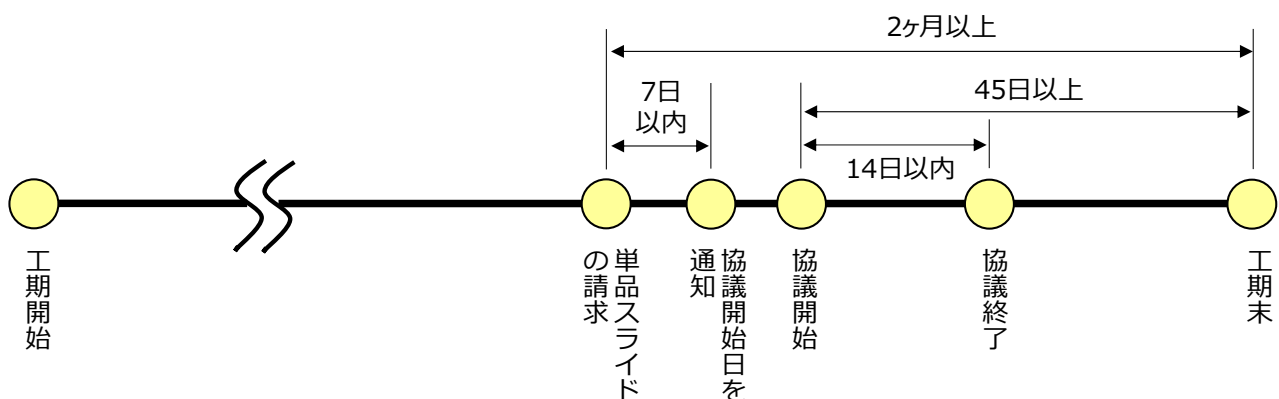 2ヶ月以上
7日
以内
45日以上
14日以内
工期開始
単品スライド
の請求
協議開始日を
通知
協議開始
協議終了
工期末